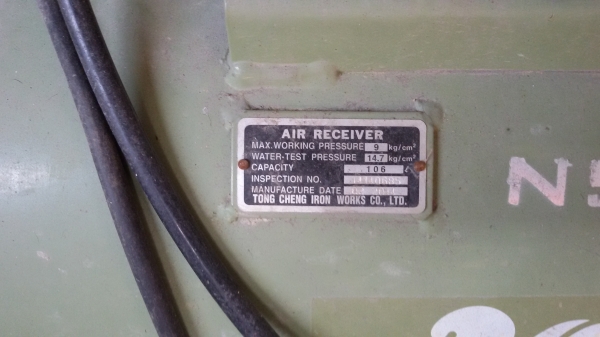 AIR RECEIVER
MAX.WORKING PRESSURE 9 kg/cm²
WATER-TEST PRESSURE 14.7 kg/cm²
CAPACITY 106 ℓ
INSPECTION NO.
MANUFACTURE DATE
TONG CHENG IRON WORKS CO., LTD.
N5